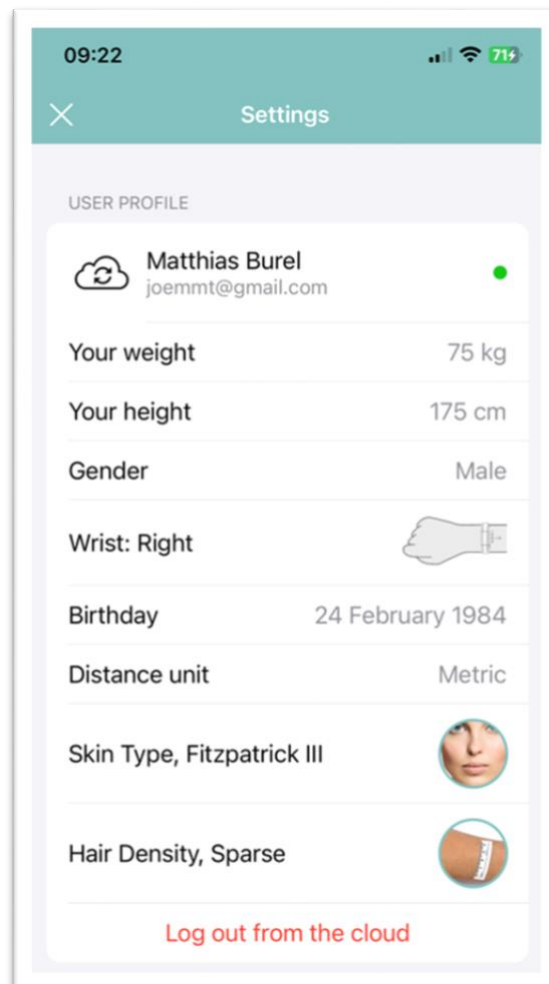 09:22
71
Settings
USER PROFILE
Matthias Burel
joemmt@gmail.com
Your weight 75 kg
Your height 175 cm
Gender Male
Wrist: Right
Birthday 24 February 1984
Distance unit Metric
Skin Type, Fitzpatrick III
Hair Density, Sparse
Log out from the cloud